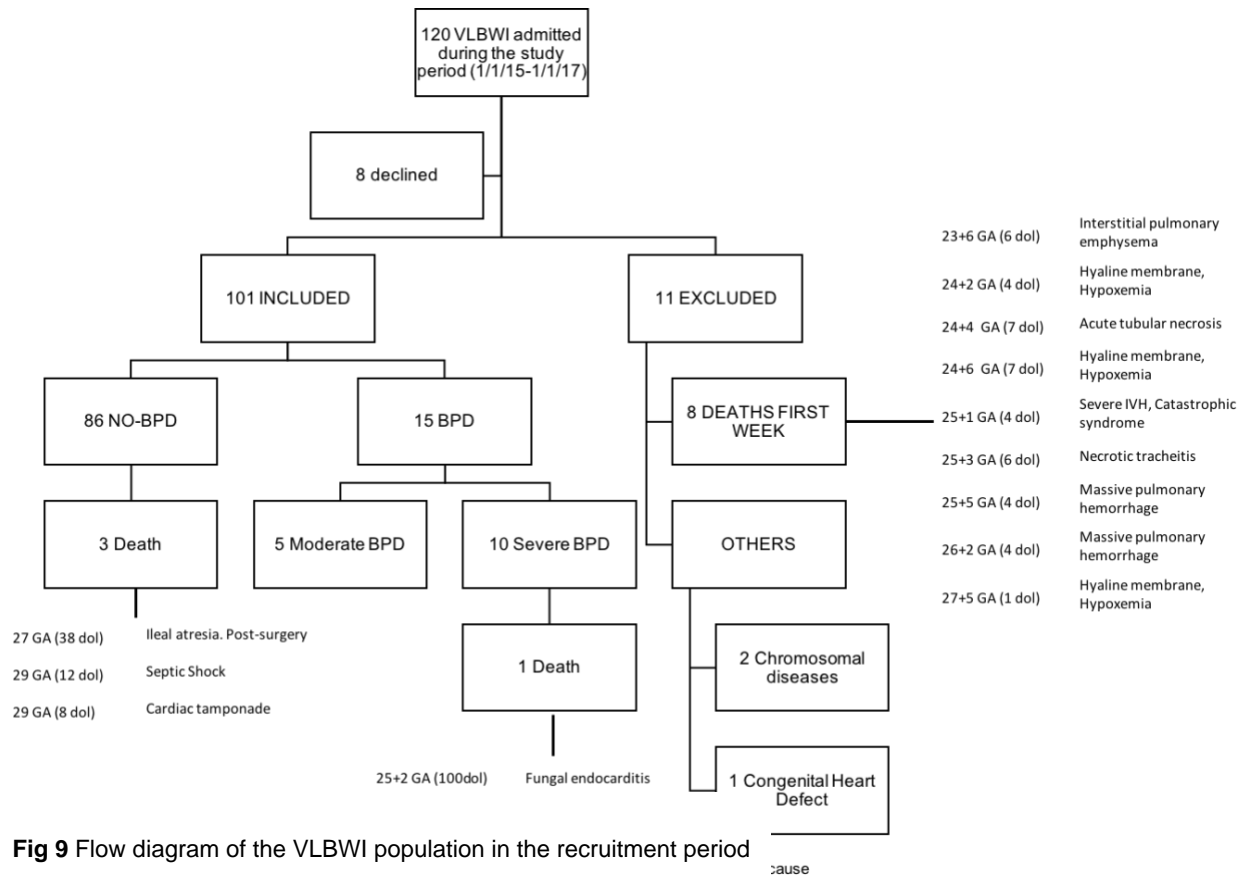 120 VLBWI admitted
during the study
period (1/1/15-1/1/17)
8 declined
101 INCLUDED
11 EXCLUDED
86 NO-BPD
15 BPD
8 DEATHS FIRST
WEEK
3 Death
5 Moderate BPD
10 Severe BPD
OTHERS
1 Death
2 Chromosomal
diseases
1 Congenital Heart
Defect
23+6 GA (6 dol) Interstitial pulmonary
emphysema
24+2 GA (4 dol) Hyaline membrane,
Hypoxemia
24+4 GA (7 dol) Acute tubular necrosis
24+6 GA (7 dol) Hyaline membrane,
Hypoxemia
25+1 GA (4 dol) Severe IVH, Catastrophic
syndrome
25+3 GA (6 dol) Necrotic tracheitis
25+5 GA (4 dol) Massive pulmonary
hemorrhage
26+2 GA (4 dol) Massive pulmonary
hemorrhage
27+5 GA (1 dol) Hyaline membrane,
Hypoxemia
27 GA (38 dol) Ileal atresia. Post-surgery
29 GA (12 dol) Septic Shock
29 GA (8 dol) Cardiac tamponade
25+2 GA (100dol) Fungal endocarditis
Fig 9 Flow diagram of the VLBWI population in the recruitment period
cause